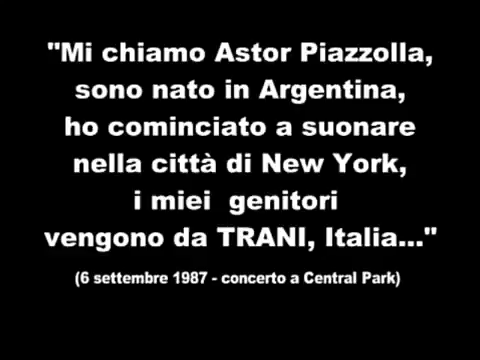 "Mi chiamo Astor Piazzolla,
sono nato in Argentina,
ho cominciato a suonare
nella città di New York,
i miei  genitori
vengono da TRANI, Italia..."
(6 settembre 1987 - concerto a Central Park)